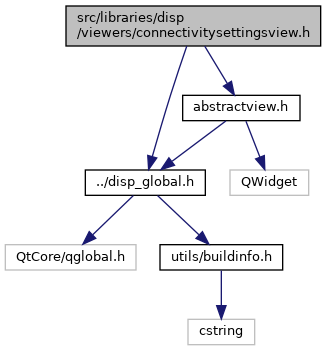 src/libraries/disp
/viewers/connectivitysettingsview.h
abstractview.h
../disp_global.h
QWidget
QtCore/qglobal.h
utils/buildinfo.h
cstring